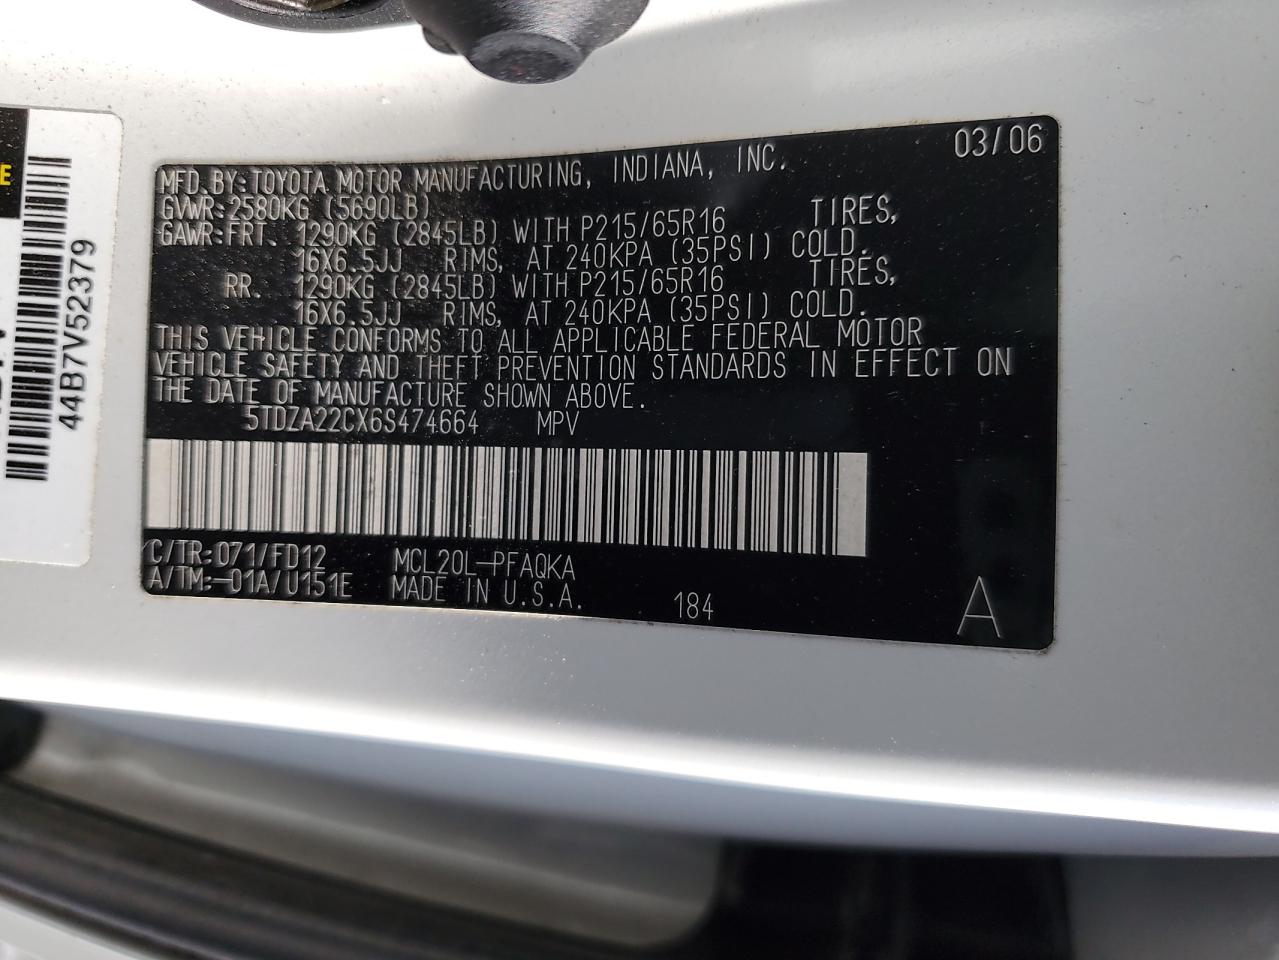 03/06
MFD.BY:TOYOTA MOTOR MANUFACTURING, INDIANA, INC.
GVWR:2580KG (5690LB)
GAWR:FRT. 1290KG (2845LB) WITH P215/65R16 TIRES,
16X6.5JJ RIMS, AT 240KPA (35PSI) COLD.
RR. 1290KG (2845LB) WITH P215/65R16 TIRES,
16X6.5JJ RIMS, AT 240KPA (35PSI) COLD.
THIS VEHICLE CONFORMS TO ALL APPLICABLE FEDERAL MOTOR
VEHICLE SAFETY AND THEFT PREVENTION STANDARDS IN EFFECT ON
THE DATE OF MANUFACTURE SHOWN ABOVE.
5TDZA22CX6S474664 MPV
C/TR:071/FD12 MCL20L-PFAQKA
A/TM:-01A/U151E MADE IN U.S.A. 184 A
44B7V52379
E